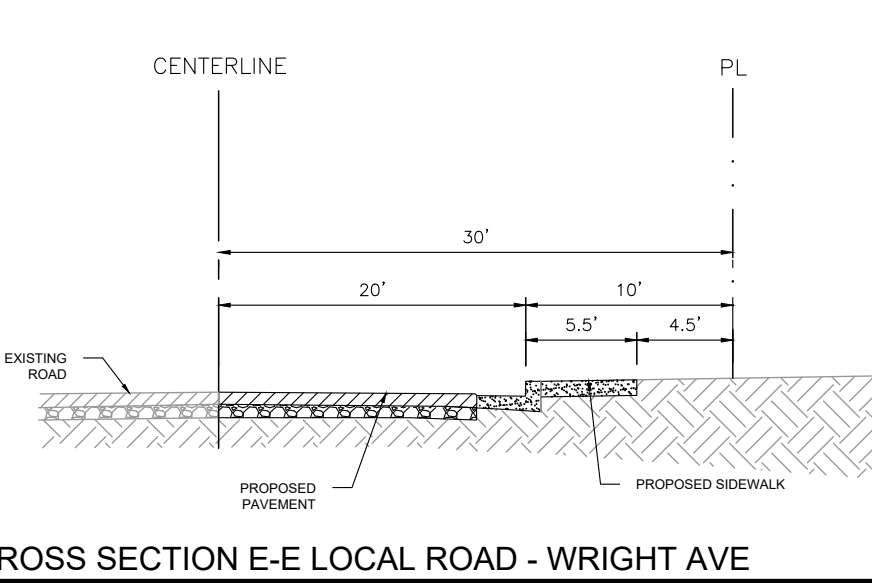 CENTERLINE
PL
30'
20'
10'
5.5'
4.5'
EXISTING
ROAD
PROPOSED
PAVEMENT
PROPOSED SIDEWALK
ROSS SECTION E-E LOCAL ROAD - WRIGHT AVE